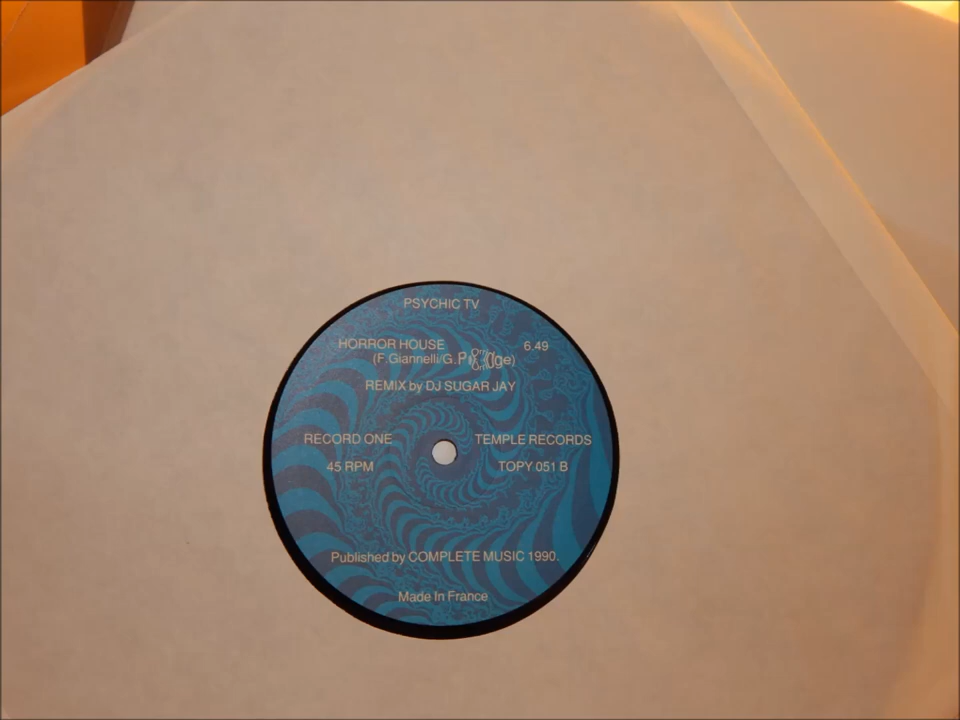 PSYCHIC TV
HORROR HOUSE 6.49
(F.Giannelli/G.P
REMIX by DJ SUGAR JAY
RECORD ONE TEMPLE RECORDS
45 RPM TOPY 051 B
Published by COMPLETE MUSIC 1990.
Made In France